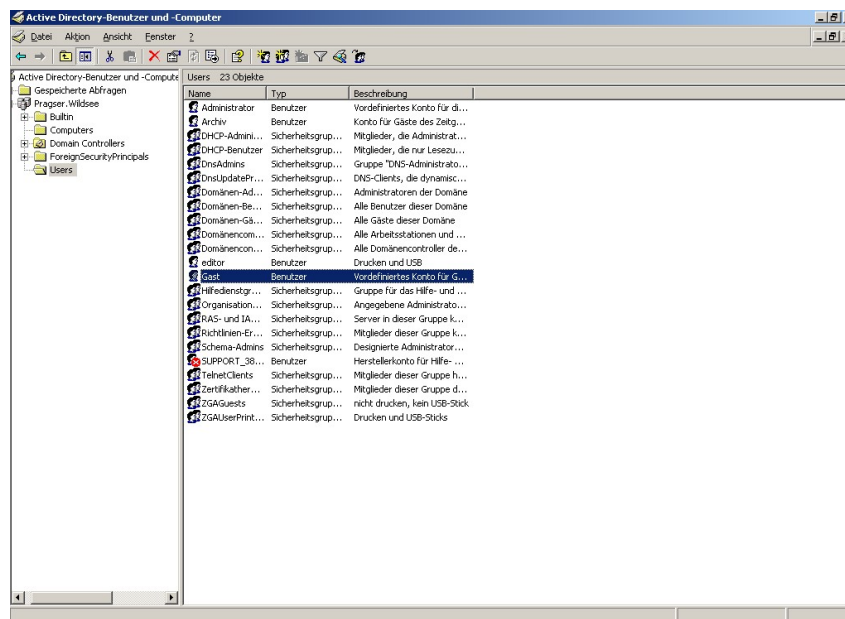 Active Directory-Benutzer und -Computer
Datei Aktion Ansicht Fenster ?
Active Directory-Benutzer und -Compute
Gespeicherte Abfragen
Pragser.Wildsee
Builtin
Computers
Domain Controllers
ForeignSecurityPrincipals
Users
Users 23 Objekte
Name Typ Beschreibung
Administrator Benutzer Vordefiniertes Konto für di...
Archiv Benutzer Konto für Gäste des Zeitg...
DHCP-Admini... Sicherheitsgrup... Mitglieder, die Administrat...
DHCP-Benutzer Sicherheitsgrup... Mitglieder, die nur Lesezu...
DnsAdmins Sicherheitsgrup... Gruppe "DNS-Administrato...
DnsUpdatePr... Sicherheitsgrup... DNS-Clients, die dynamisc...
Domänen-Ad... Sicherheitsgrup... Administratoren der Domäne
Domänen-Be... Sicherheitsgrup... Alle Benutzer dieser Domäne
Domänen-Gä... Sicherheitsgrup... Alle Gäste dieser Domäne
Domänencom... Sicherheitsgrup... Alle Arbeitsstationen und ...
Domänencon... Sicherheitsgrup... Alle Domänencontroller de...
editor Benutzer Drucken und USB
Gast Benutzer Vordefiniertes Konto für G...
Hilfedienstgr... Sicherheitsgrup... Gruppe für das Hilfe- und ...
Organisation... Sicherheitsgrup... Angegebene Administrato...
RAS- und IA... Sicherheitsgrup... Server in dieser Gruppe k...
Richtlinien-Er... Sicherheitsgrup... Mitglieder dieser Gruppe k...
Schema-Admins Sicherheitsgrup... Designierte Administrator...
SUPPORT_38... Benutzer Herstellerkonto für Hilfe- ...
TelnetClients Sicherheitsgrup... Mitglieder dieser Gruppe h...
Zertifikather... Sicherheitsgrup... Mitglieder dieser Gruppe d...
ZGAGuests Sicherheitsgrup... nicht drucken, kein USB-Stick
ZGAUserPrint... Sicherheitsgrup... Drucken und USB-Sticks